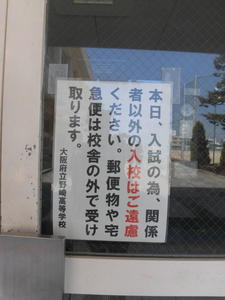 本日、入試の為、関係
者以外の入校はご遠慮
ください。郵便物や宅
急便は校舎の外で受け
取ります。
大阪府立野崎高等学校